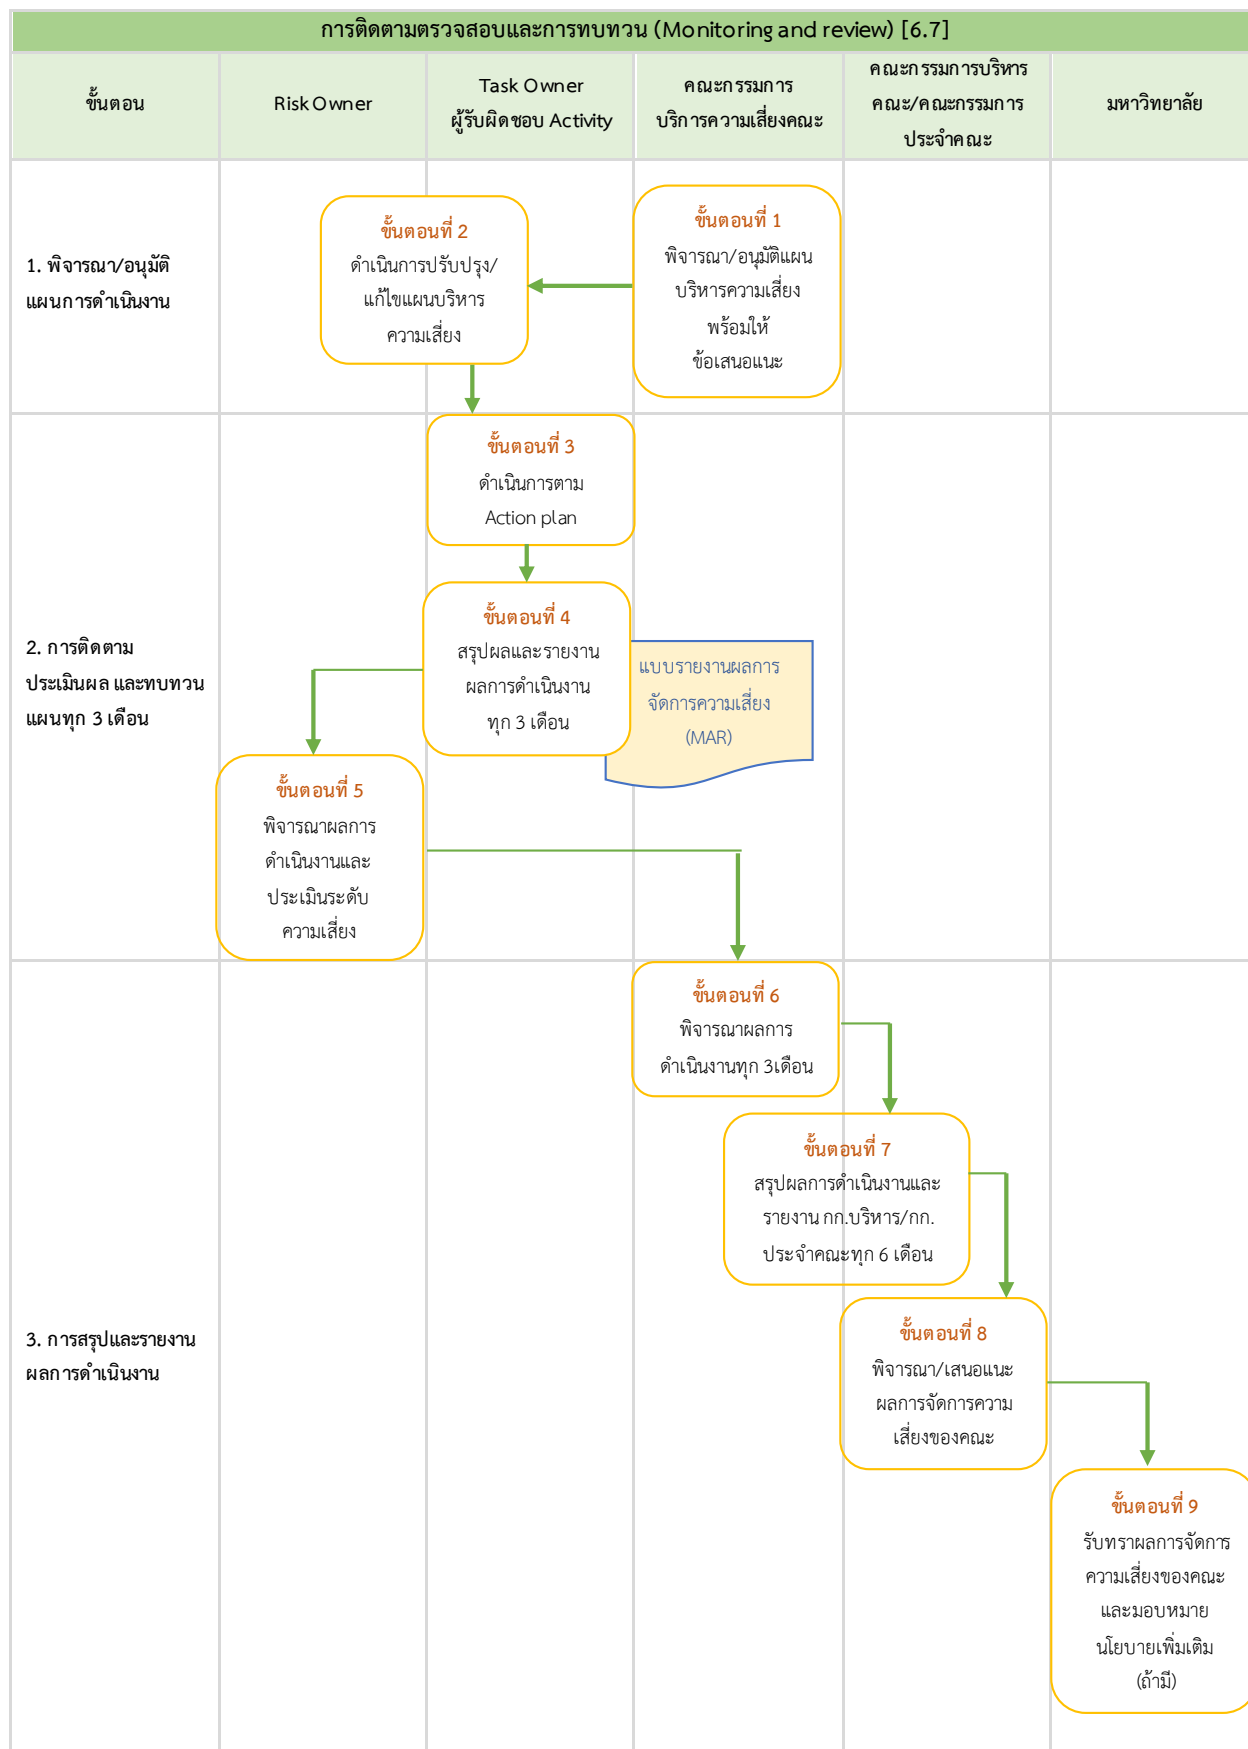 การติดตามตรวจสอบและการทบทวน (Monitoring and review) [6.7]
ขั้นตอน
Risk Owner
Task Owner
ผู้รับผิดชอบ Activity
คณะกรรมการ
บริการความเสี่ยงคณะ
คณะกรรมการบริหาร
คณะ/คณะกรรมการ
ประจำคณะ
มหาวิทยาลัย
1. พิจารณา/อนุมัติ
แผนการดำเนินงาน
ขั้นตอนที่ 2
ดำเนินการปรับปรุง/
แก้ไขแผนบริหาร
ความเสี่ยง
ขั้นตอนที่ 1
พิจารณา/อนุมัติแผน
บริหารความเสี่ยง
พร้อมให้
ข้อเสนอแนะ
2. การติดตาม
ประเมินผล และทบทวน
แผนทุก 3 เดือน
ขั้นตอนที่ 3
ดำเนินการตาม
Action plan
ขั้นตอนที่ 4
สรุปผลและรายงาน
ผลการดำเนินงาน
ทุก 3 เดือน
แบบรายงานผลการ
จัดการความเสี่ยง
(MAR)
ขั้นตอนที่ 5
พิจารณาผลการ
ดำเนินงานและ
ประเมินระดับ
ความเสี่ยง
3. การสรุปและรายงาน
ผลการดำเนินงาน
ขั้นตอนที่ 6
พิจารณาผลการ
ดำเนินงานทุก 3เดือน
ขั้นตอนที่ 7
สรุปผลการดำเนินงานและ
รายงาน กก.บริหาร/กก.
ประจำคณะทุก 6 เดือน
ขั้นตอนที่ 8
พิจารณา/เสนอแนะ
ผลการจัดการความ
เสี่ยงของคณะ
ขั้นตอนที่ 9
รับทราผลการจัดการ
ความเสี่ยงของคณะ
และมอบหมาย
นโยบายเพิ่มเติม
(ถ้ามี)